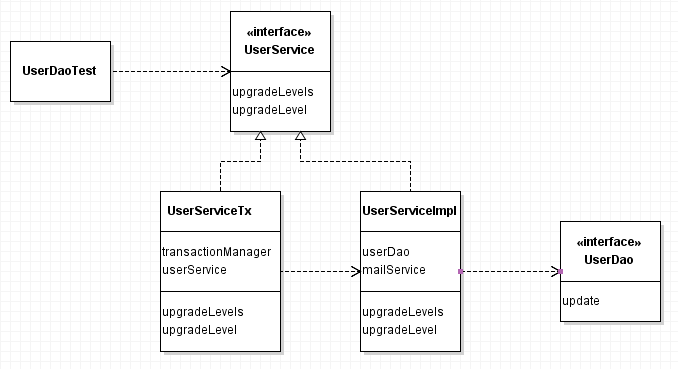 UserDaoTest
«interface»
UserService
upgradeLevels
upgradeLevel
UserServiceTx
transactionManager
userService
upgradeLevels
upgradeLevel
UserServiceImpl
userDao
mailService
upgradeLevels
upgradeLevel
«interface»
UserDao
update